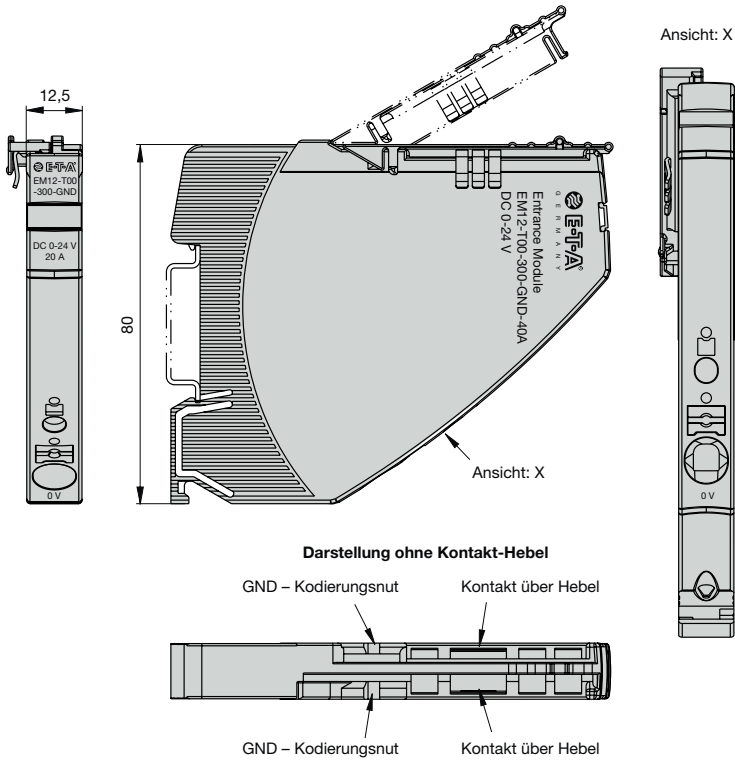 Ansicht: X
12,5
E-T-A
EM12-T00
-300-GND
DC 0-24 V
20 A
0 V
80
E-T-A®
GERMANY
Entrance Module
EM12-T00-300-GND-40A
DC 0-24 V
Ansicht: X
0 V
Darstellung ohne Kontakt-Hebel
GND – Kodierungsnut
Kontakt über Hebel
GND – Kodierungsnut
Kontakt über Hebel